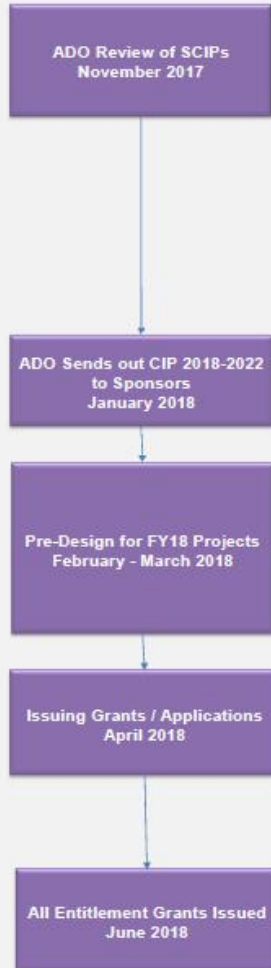 ADO Review of SCIPs
November 2017
ADO Sends out CIP 2018-2022
to Sponsors
January 2018
Pre-Design for FY18 Projects
February - March 2018
Issuing Grants / Applications
April 2018
All Entitlement Grants Issued
June 2018